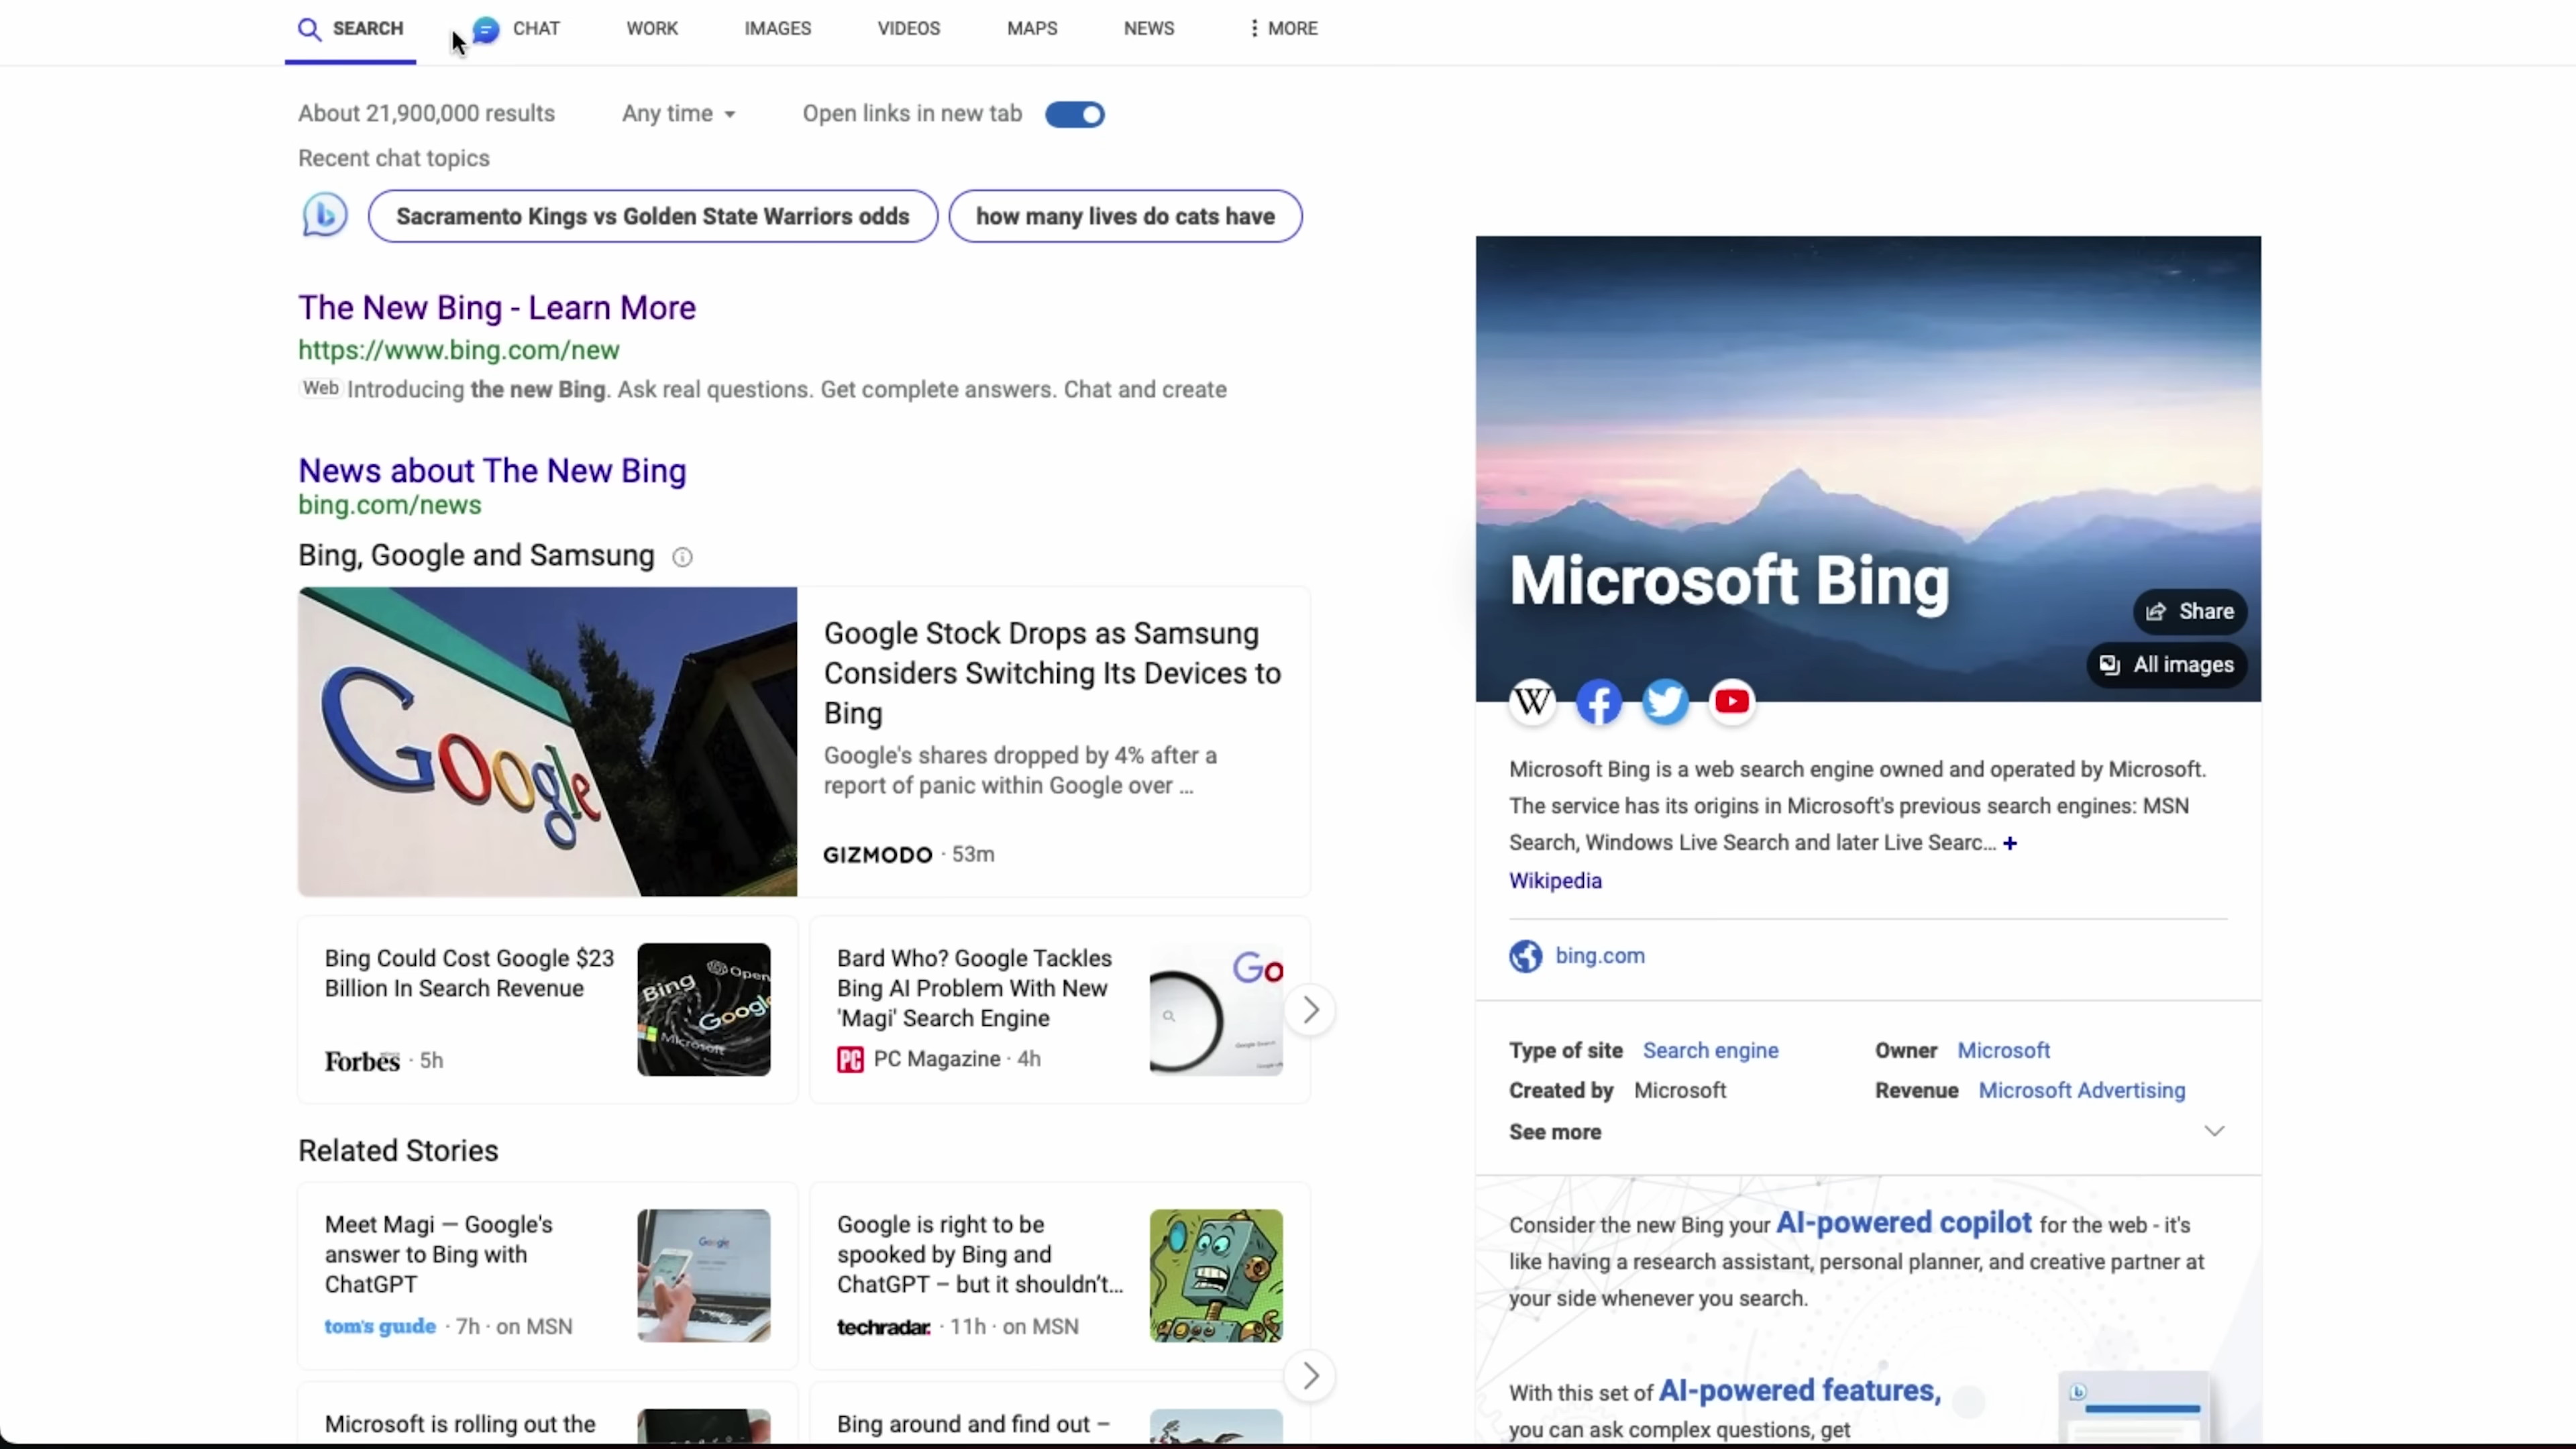 SEARCH
CHAT
WORK
IMAGES
VIDEOS
MAPS
NEWS
MORE
About 21,900,000 results
Any time
Open links in new tab
Recent chat topics
Sacramento Kings vs Golden State Warriors odds
how many lives do cats have
The New Bing - Learn More
https://www.bing.com/new
Web Introducing the new Bing. Ask real questions. Get complete answers. Chat and create
News about The New Bing
bing.com/news
Bing, Google and Samsung
Google
Google Stock Drops as Samsung
Considers Switching Its Devices to
Bing
Google's shares dropped by 4% after a
report of panic within Google over ...
GIZMODO · 53m
Bing Could Cost Google $23
Billion In Search Revenue
Forbes · 5h
Bing
Open
Google
Microsoft
Bard Who? Google Tackles
Bing AI Problem With New
'Magi' Search Engine
PC PC Magazine · 4h
Go
Related Stories
Meet Magi — Google's
answer to Bing with
ChatGPT
tom's guide · 7h · on MSN
Google
Google is right to be
spooked by Bing and
ChatGPT – but it shouldn't...
techradar. · 11h · on MSN
Microsoft is rolling out the
Bing around and find out –
Microsoft Bing
Share
All images
W
Microsoft Bing is a web search engine owned and operated by Microsoft.
The service has its origins in Microsoft's previous search engines: MSN
Search, Windows Live Search and later Live Searc... +
Wikipedia
bing.com
Type of site Search engine
Owner Microsoft
Created by Microsoft
Revenue Microsoft Advertising
See more
Consider the new Bing your AI-powered copilot for the web - it's
like having a research assistant, personal planner, and creative partner at
your side whenever you search.
With this set of AI-powered features,
you can ask complex questions, get